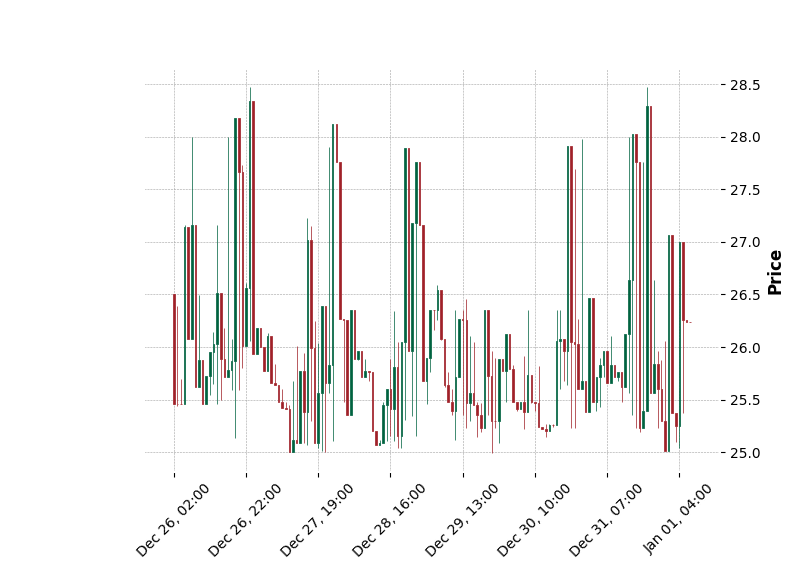 28.5
28.0
27.5
27.0
26.5
26.0
25.5
25.0
Price
Dec 26, 02:00
Dec 26, 22:00
Dec 27, 19:00
Dec 28, 16:00
Dec 29, 13:00
Dec 30, 10:00
Dec 31, 07:00
Jan 01, 04:00